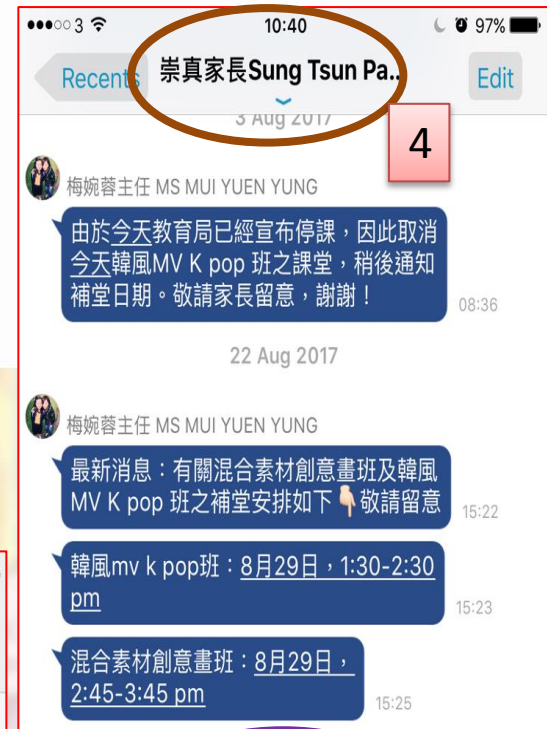 3
10:40
97%
Recents
崇真家長Sung Tsun Pa..
Edit
3 Aug 2017
4
梅婉蓉主任 MS MUI YUEN YUNG
由於今天教育局已經宣布停課，因此取消
今天韓風MV K pop 班之課堂，稍後通知
補堂日期。敬請家長留意，謝謝！
08:36
22 Aug 2017
梅婉蓉主任 MS MUI YUEN YUNG
最新消息：有關混合素材創意畫班及韓風
MV K pop 班之補堂安排如下👇🏻敬請留意
15:22
韓風mv k pop班：8月29日，1:30-2:30
pm
15:23
混合素材創意畫班：8月29日，
2:45-3:45 pm
15:25